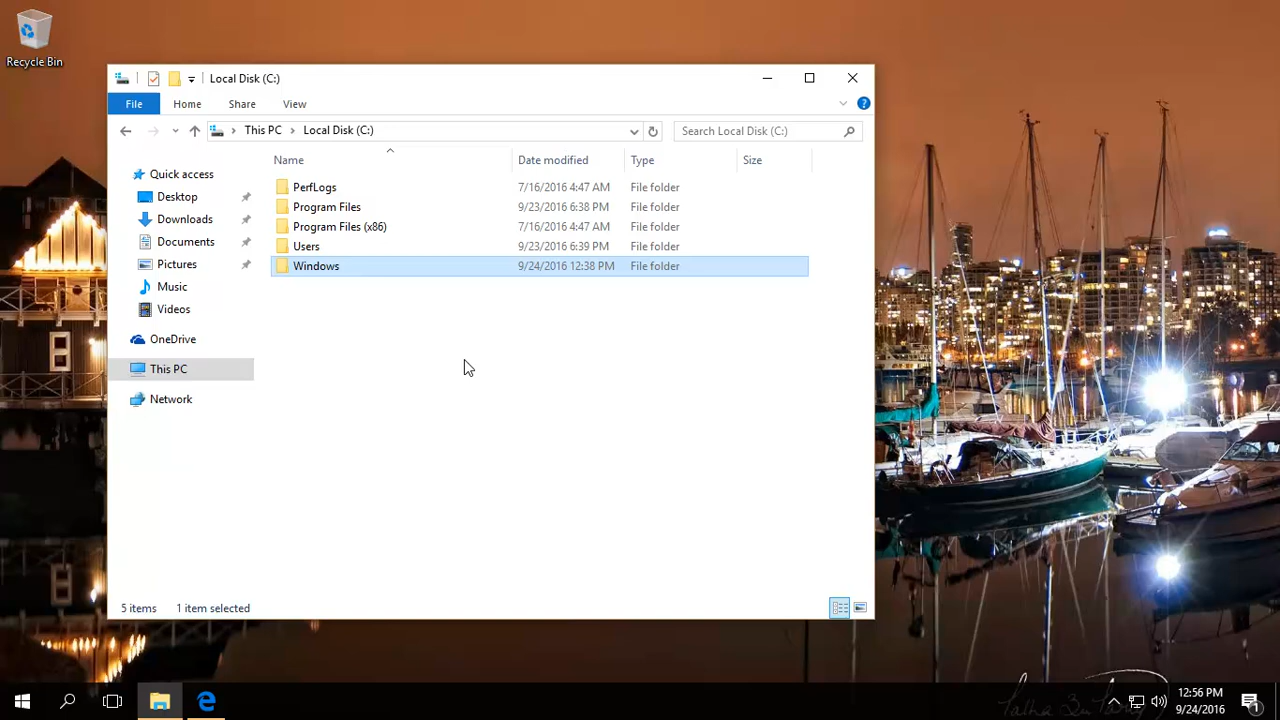 Recycle Bin
Local Disk (C:)
File Home Share View
This PC Local Disk (C:) Search Local Disk (C:)
Name Date modified Type Size
Quick access
Desktop
Downloads
Documents
Pictures
Music
Videos
OneDrive
This PC
Network
PerfLogs 7/16/2016 4:47 AM File folder
Program Files 9/23/2016 6:38 PM File folder
Program Files (x86) 7/16/2016 4:47 AM File folder
Users 9/23/2016 6:39 PM File folder
Windows 9/24/2016 12:38 PM File folder
5 items 1 item selected
12:56 PM
9/24/2016
1